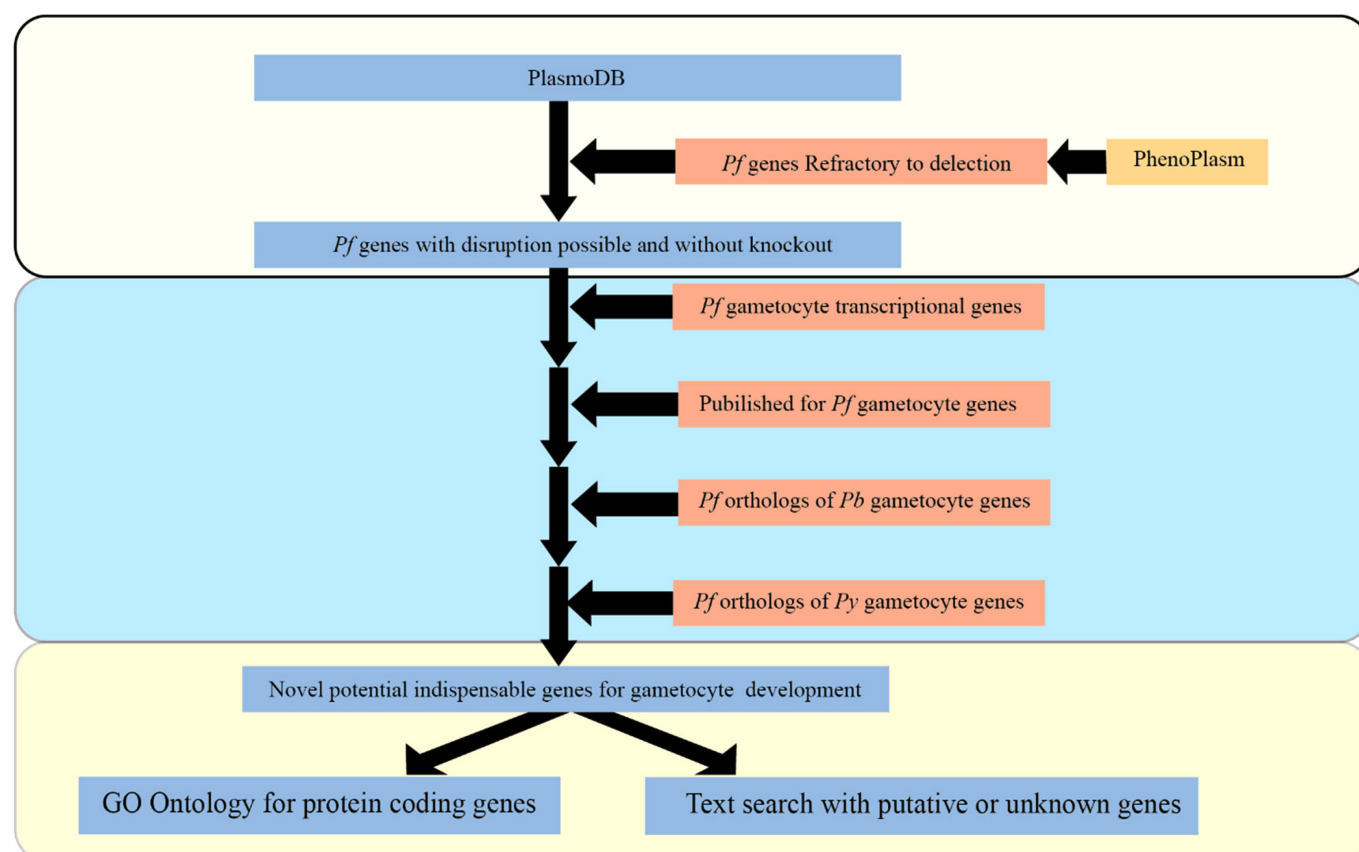 PlasmoDB
Pf genes Refractory to delection
PhenoPlasm
Pf genes with disruption possible and without knockout
Pf gametocyte transcriptional genes
Pubilished for Pf gametocyte genes
Pf orthologs of Pb gametocyte genes
Pf orthologs of Py gametocyte genes
Novel potential indispensable genes for gametocyte development
GO Ontology for protein coding genes
Text search with putative or unknown genes